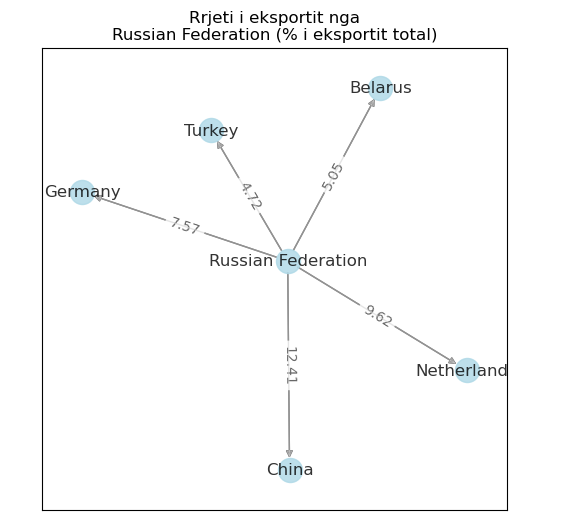 Rrjeti i eksportit nga
Russian Federation (% i eksportit total)
Belarus
Turkey
5.05
Germany
4.72
7.57
Russian Federation
9.62
12.41
Netherland
China